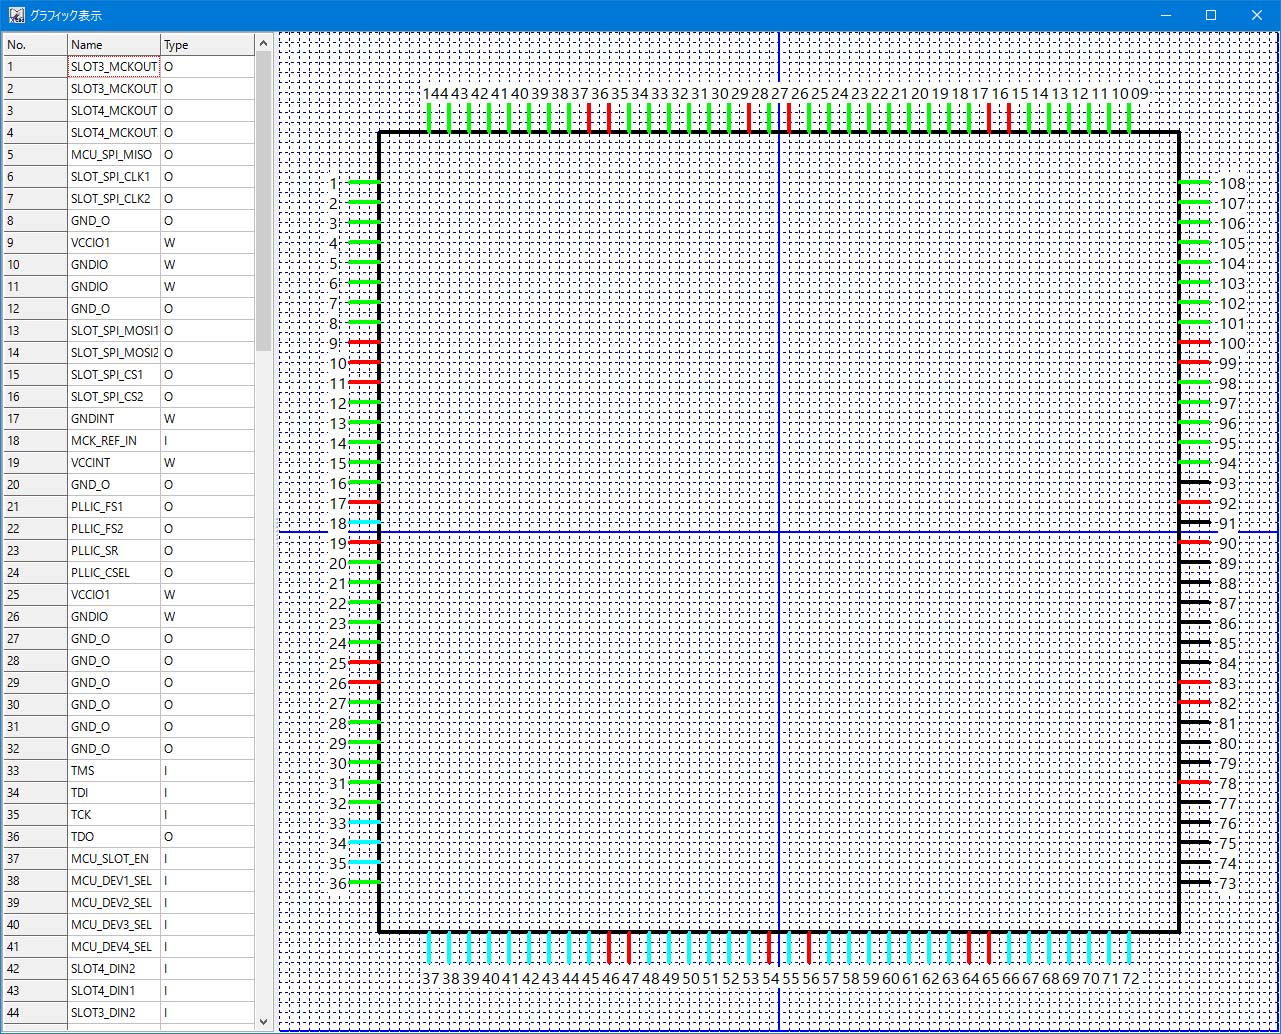 グラフィック表示
No. Name Type
1 SLOT3_MCKOUT O
2 SLOT3_MCKOUT O
3 SLOT4_MCKOUT O
4 SLOT4_MCKOUT O
5 MCU_SPI_MISO O
6 SLOT_SPI_CLK1 O
7 SLOT_SPI_CLK2 O
8 GND_O O
9 VCCIO1 W
10 GNDIO W
11 GNDIO W
12 GND_O O
13 SLOT_SPI_MOSI1 O
14 SLOT_SPI_MOSI2 O
15 SLOT_SPI_CS1 O
16 SLOT_SPI_CS2 O
17 GNDINT W
18 MCK_REF_IN I
19 VCCINT W
20 GND_O O
21 PLLIC_FS1 O
22 PLLIC_FS2 O
23 PLLIC_SR O
24 PLLIC_CSEL O
25 VCCIO1 W
26 GNDIO W
27 GND_O O
28 GND_O O
29 GND_O O
30 GND_O O
31 GND_O O
32 GND_O O
33 TMS I
34 TDI I
35 TCK I
36 TDO O
37 MCU_SLOT_EN I
38 MCU_DEV1_SEL I
39 MCU_DEV2_SEL I
40 MCU_DEV3_SEL I
41 MCU_DEV4_SEL I
42 SLOT4_DIN2 I
43 SLOT4_DIN1 I
44 SLOT3_DIN2 I
144 43 42 41 40 39 38 37 36 35 34 33 32 31 30 29 28 27 26 25 24 23 22 21 20 19 18 17 16 15 14 13 12 11 10 09
1
2
3
4
5
6
7
8
9
10
11
12
13
14
15
16
17
18
19
20
21
22
23
24
25
26
27
28
29
30
31
32
33
34
35
36
108
107
106
105
104
103
102
101
100
99
98
97
96
95
94
93
92
91
90
89
88
87
86
85
84
83
82
81
80
79
78
77
76
75
74
73
37 38 39 40 41 42 43 44 45 46 47 48 49 50 51 52 53 54 55 56 57 58 59 60 61 62 63 64 65 66 67 68 69 70 71 72